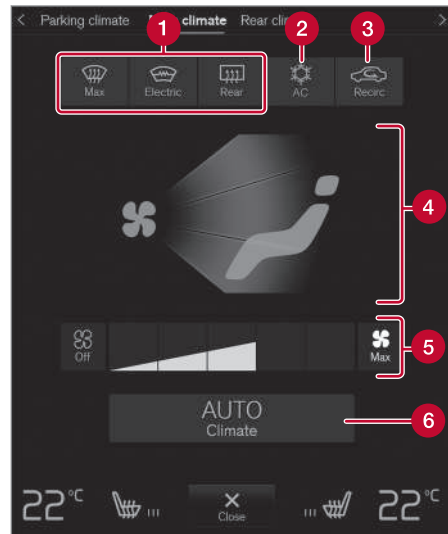 Parking climate climate Rear
1 2 3
Max Electric Rear AC Recirc
4
Off Max 5
AUTO
Climate 6
22°C 22°C
Close